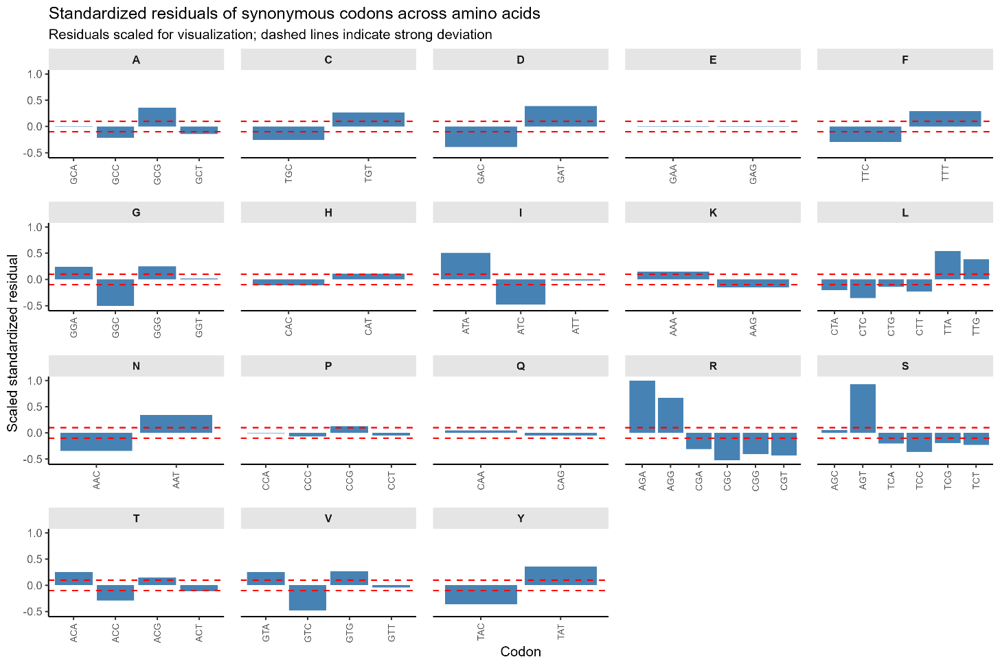 Standardized residuals of synonymous codons across amino acids
Residuals scaled for visualization; dashed lines indicate strong deviation
A C D E F
1.0
0.5
0.0
-0.5
GCA GCC GCG GCT TGC TGT GAC GAT GAA GAG TTC TTT
G H I K L
1.0
0.5
0.0
-0.5
GGA GGC GGG GGT CAC CAT ATA ATC ATT AAA AAG CTA CTC CTG CTT TTA TTG
Scaled standardized residual
N P Q R S
1.0
0.5
0.0
-0.5
AAC AAT CCA CCC CCG CCT CAA CAG AGA AGG CGA CGC CGG CGT AGC AGT TCA TCC TCG TCT
T V Y
1.0
0.5
0.0
-0.5
ACA ACC ACG ACT GTA GTC GTG GTT TAC TAT
Codon